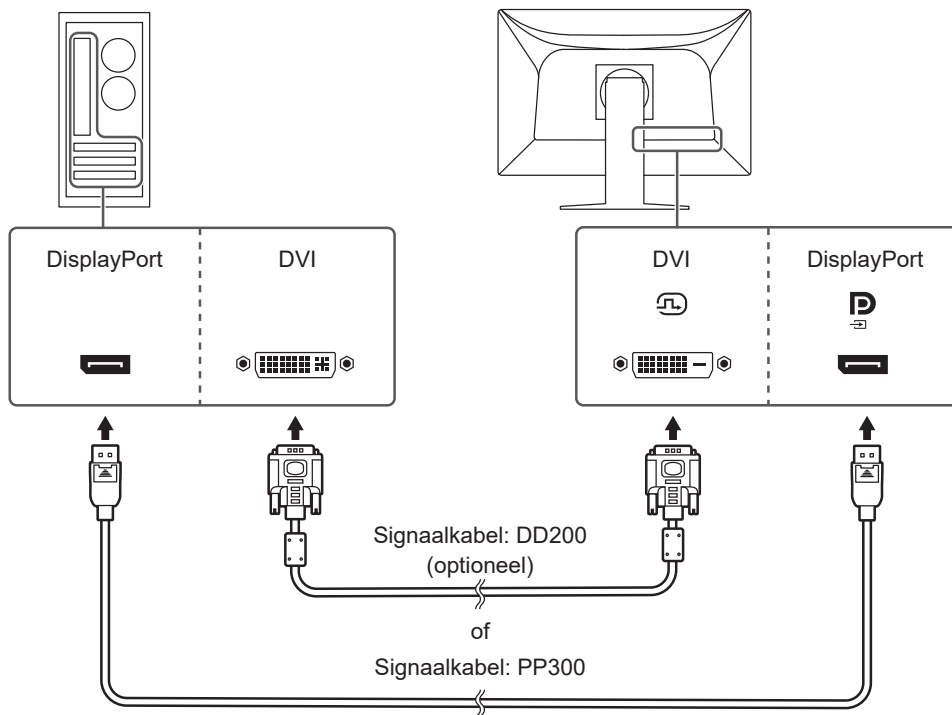 DisplayPort
DVI
DVI
DisplayPort
Signaalkabel: DD200
(optioneel)
of
Signaalkabel: PP300